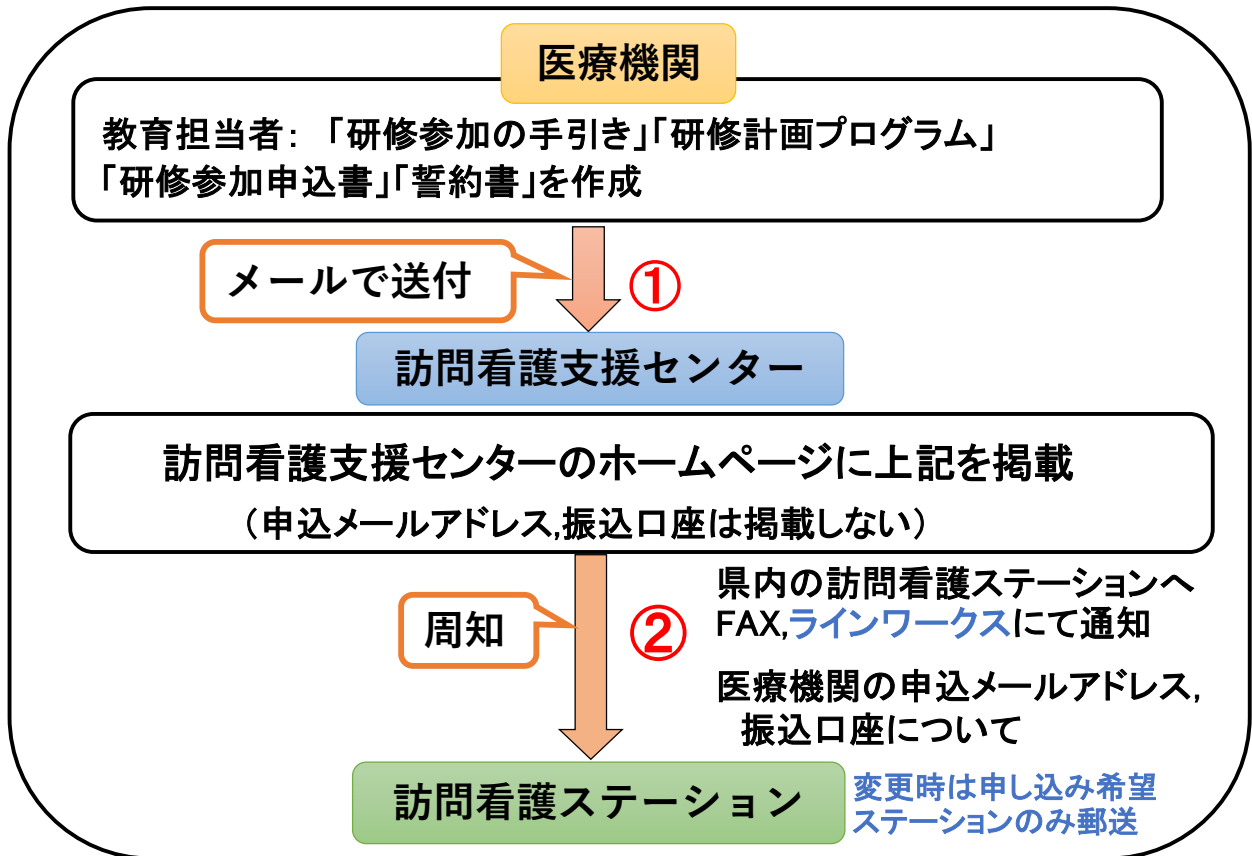 医療機関
教育担当者： 「研修参加の手引き」「研修計画プログラム」
「研修参加申込書」「誓約書」を作成
メールで送付
①
訪問看護支援センター
訪問看護支援センターのホームページに上記を掲載
（申込メールアドレス,振込口座は掲載しない）
周知
②
県内の訪問看護ステーションへ
FAX,ラインワークスにて通知
医療機関の申込メールアドレス,
振込口座について
訪問看護ステーション
変更時は申し込み希望
ステーションのみ郵送